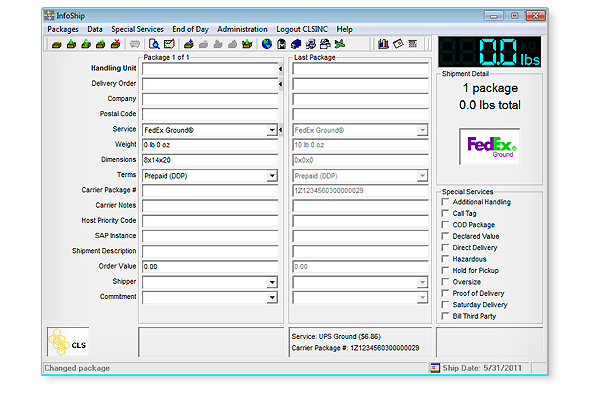 InfoShip
Packages Data Special Services End of Day Administration Logout CLSINC Help
0.0 kg lbs
Package 1 of 1
Last Package
Handling Unit
Delivery Order
Company
Postal Code
Service FedEx Ground® FedEx Ground®
Weight 0 lb 0 oz 10 lb 0 oz
Dimensions 8x14x20 0x0x0
Terms Prepaid (DDP) Prepaid (DDP)
Carrier Package # 1Z1234560300000029
Carrier Notes
Host Priority Code
SAP Instance
Shipment Description
Order Value 0.00 0.00
Shipper
Commitment
Shipment Detail
1 package
0.0 lbs total
FedEx®
Ground
Special Services
Additional Handing
Call Tag
COD Package
Declared Value
Direct Delivery
Hazardous
Hold for Pickup
Oversize
Proof of Delivery
Saturday Delivery
Bill Third Party
CLS
Service: UPS Ground ($6.86)
Carrier Package #: 1Z1234560300000029
Changed package
Ship Date: 5/31/2011